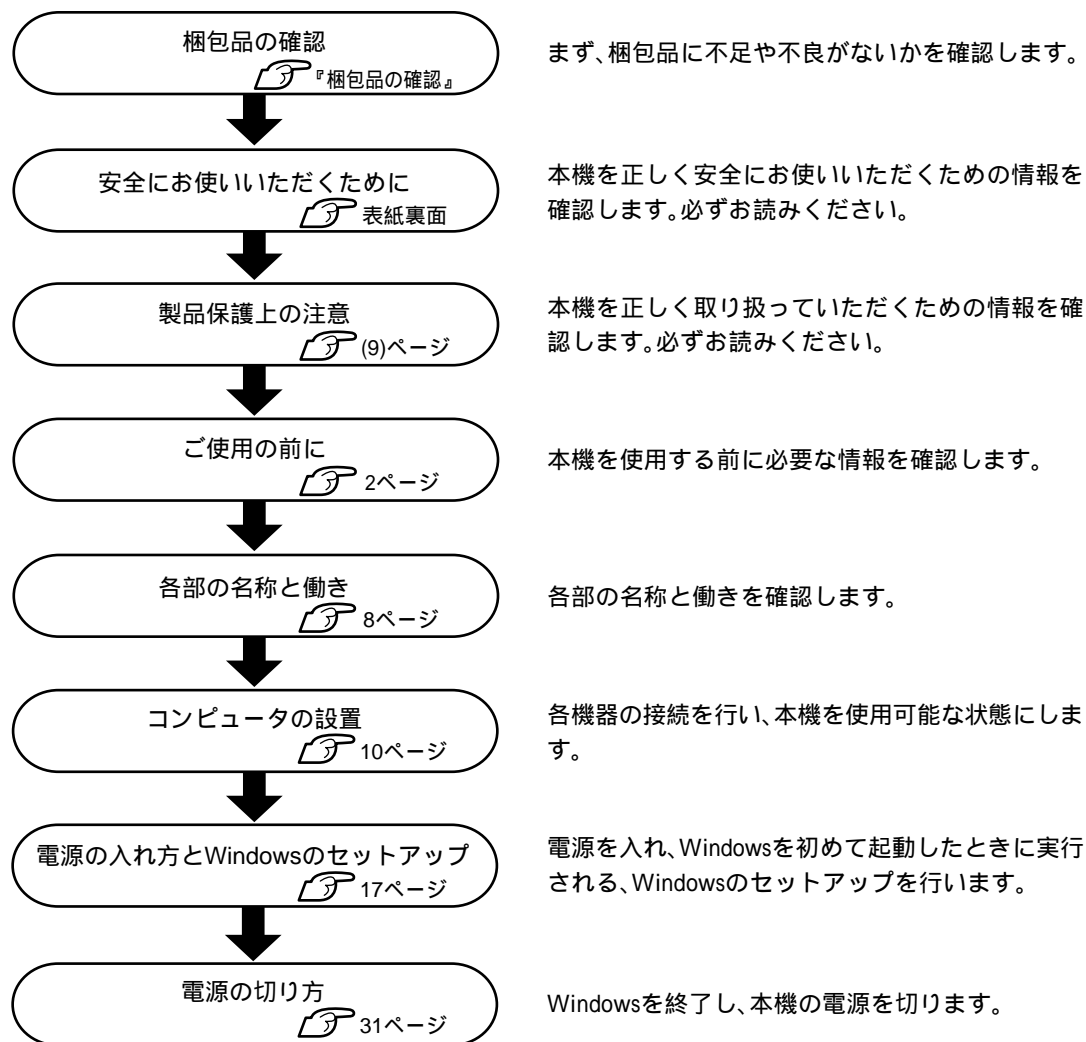 梱包品の確認
『梱包品の確認』
まず、梱包品に不足や不良がないかを確認します。
安全にお使いいただくために
表紙裏面
本機を正しく安全にお使いいただくための情報を
確認します。必ずお読みください。
製品保護上の注意
(9)ページ
本機を正しく取り扱っていただくための情報を確
認します。必ずお読みください。
ご使用の前に
2ページ
本機を使用する前に必要な情報を確認します。
各部の名称と働き
8ページ
各部の名称と働きを確認します。
コンピュータの設置
10ページ
各機器の接続を行い、本機を使用可能な状態にしま
す。
電源の入れ方とWindowsのセットアップ
17ページ
電源を入れ、Windowsを初めて起動したときに実行
される、Windowsのセットアップを行います。
電源の切り方
31ページ
Windowsを終了し、本機の電源を切ります。